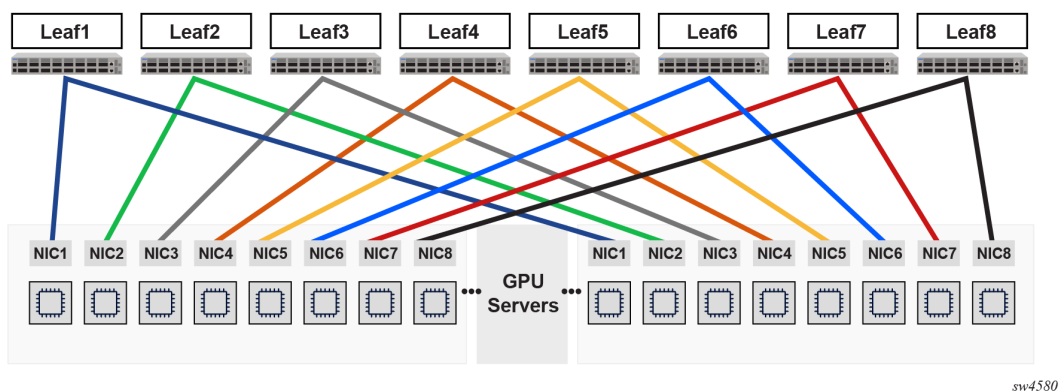 Leaf1 Leaf2 Leaf3 Leaf4 Leaf5 Leaf6 Leaf7 Leaf8
NIC1 NIC2 NIC3 NIC4 NIC5 NIC6 NIC7 NIC8 NIC1 NIC2 NIC3 NIC4 NIC5 NIC6 NIC7 NIC8
GPU
Servers
sw4580